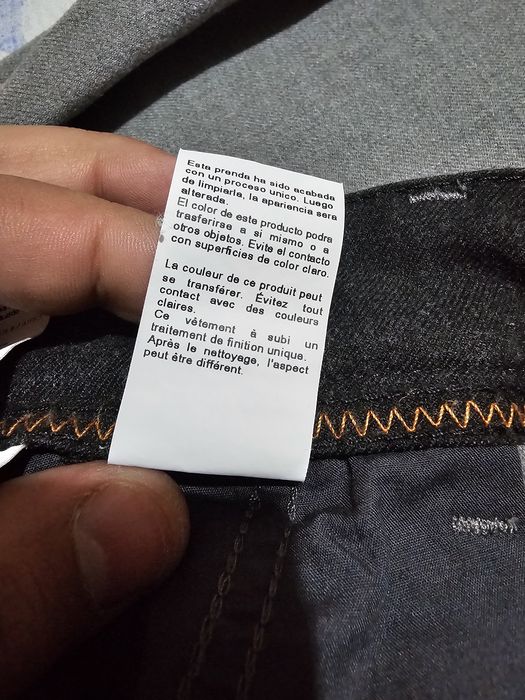 Esta prenda ha sido acabada
con un proceso unico. Luego
de limpiarla, la apariencia sera
alterada.
El color de este producto podra
trasferirse a si mismo o a
otros objetos. Evite el contacto
con superficies de color claro.
La couleur de ce produit peut
se transférer. Évitez tout
contact avec des couleurs
claires.
Ce vêtement à subi un
traitement de finition unique.
Après le nettoyage, l'aspect
peut être différent.